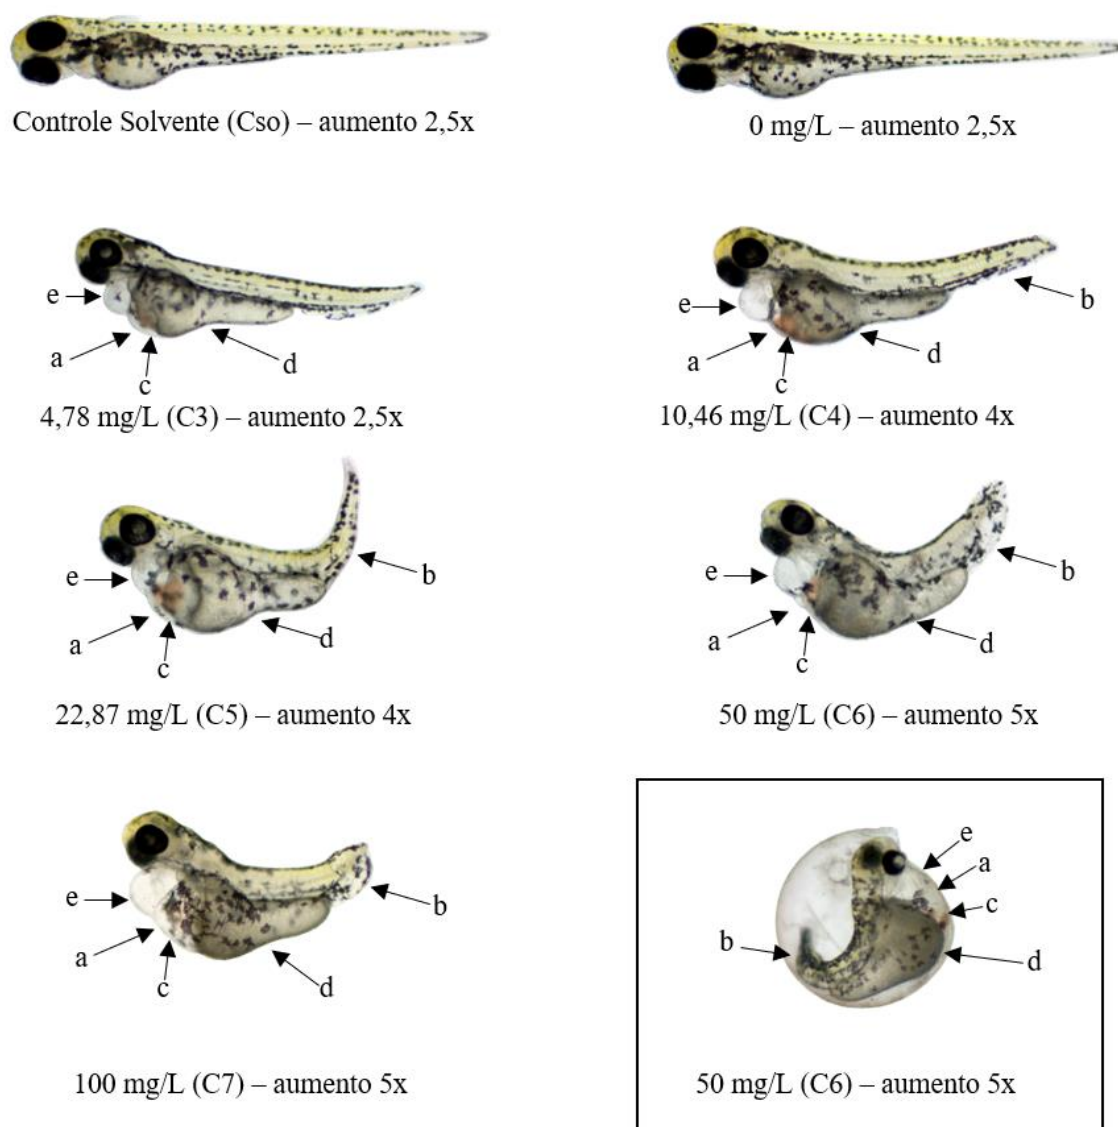 Controle Solvente (Cso) – aumento 2,5x
0 mg/L – aumento 2,5x
e
a
c
d
4,78 mg/L (C3) – aumento 2,5x
b
e
a
c
d
10,46 mg/L (C4) – aumento 4x
e
b
a
c
d
22,87 mg/L (C5) – aumento 4x
e
b
a
c
d
50 mg/L (C6) – aumento 5x
e
b
a
c
d
100 mg/L (C7) – aumento 5x
e
a
c
b
d
50 mg/L (C6) – aumento 5x